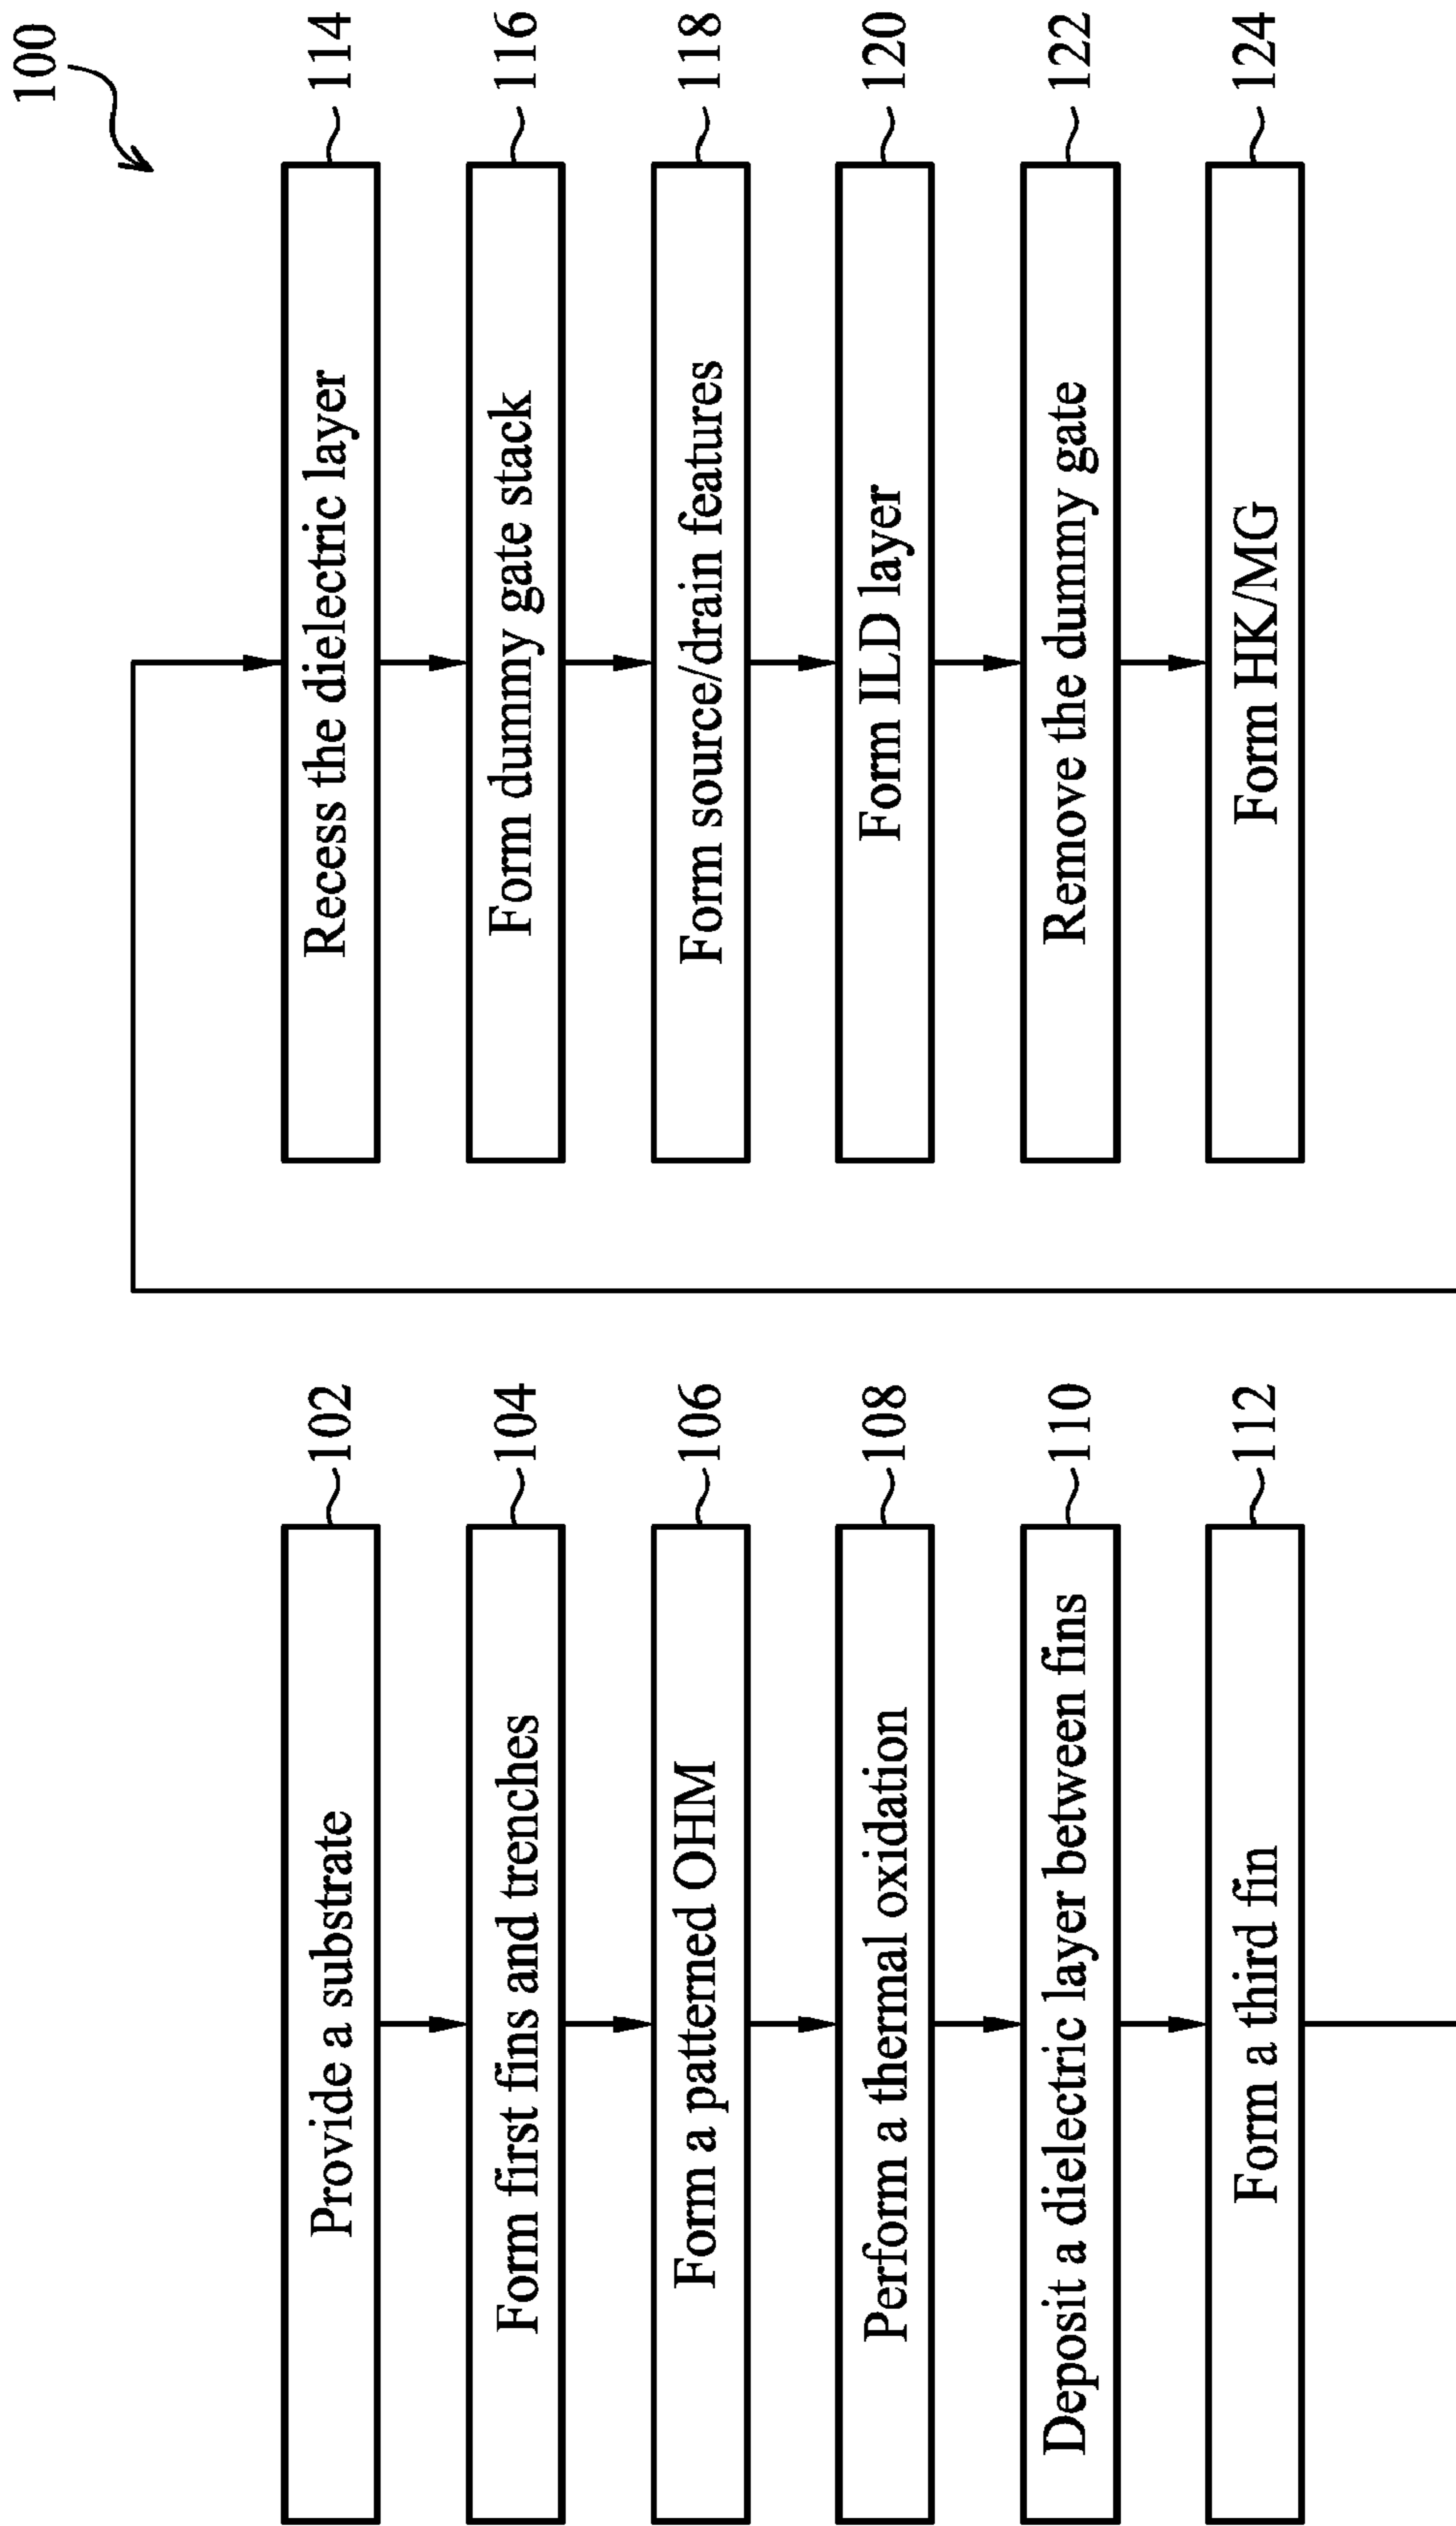 100
Provide a substrate
102
Form first fins and trenches
104
Form a patterned OHM
106
Perform a thermal oxidation
108
Deposit a dielectric layer between fins
110
Form a third fin
112
Recess the dielectric layer
114
Form dummy gate stack
116
Form source/drain features
118
Form ILD layer
120
Remove the dummy gate
122
Form HK/MG
124